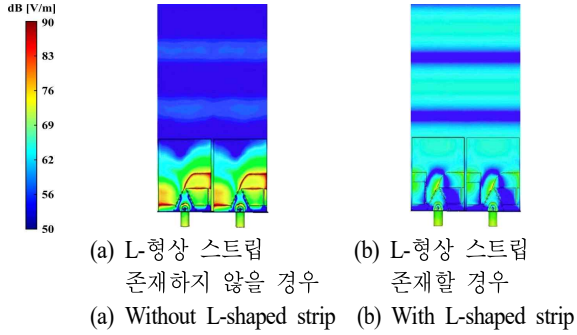 dB [V/m]
90
83
76
69
62
56
50
(a) L-형상 스트립
존재하지 않을 경우
(a) Without L-shaped strip
(b) L-형상 스트립
존재할 경우
(b) With L-shaped strip